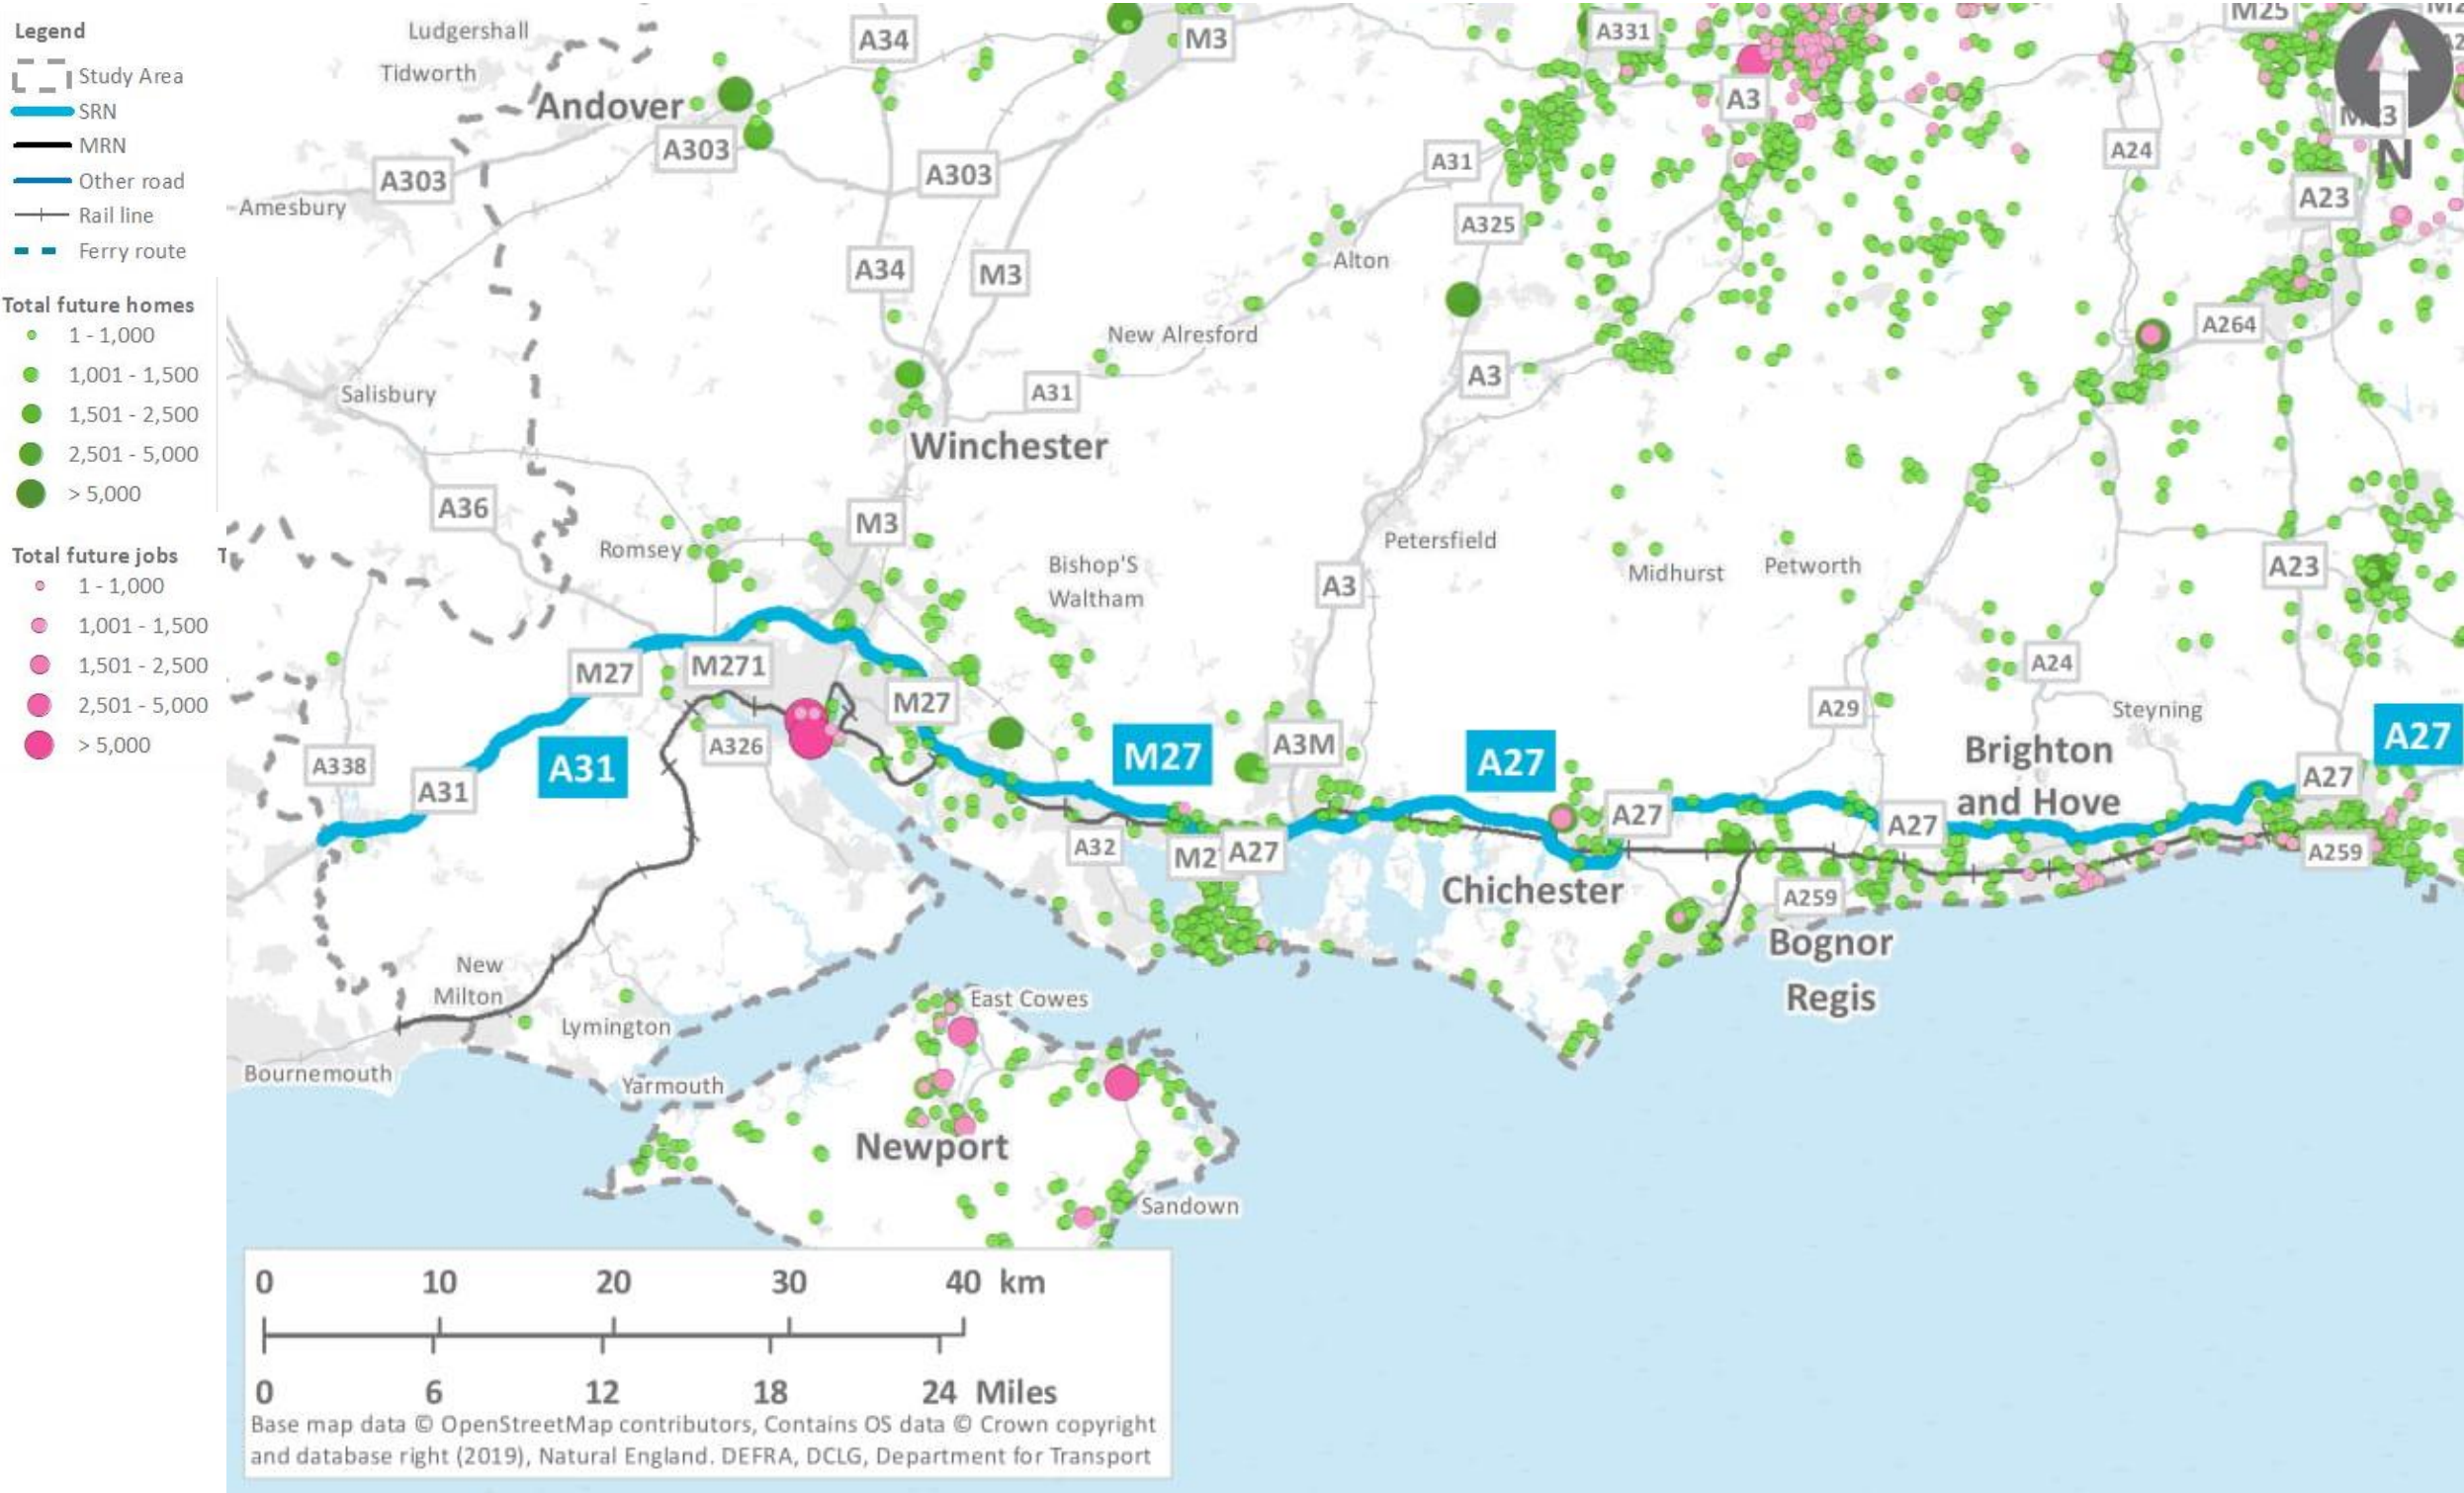 Legend
Study Area
SRN
MRN
Other road
Rail line
Ferry route
Total future homes
1 - 1,000
1,001 - 1,500
1,501 - 2,500
2,501 - 5,000
> 5,000
Total future jobs
1 - 1,000
1,001 - 1,500
1,501 - 2,500
2,501 - 5,000
> 5,000
T
Ludgershall
Tidworth
Andover
A34
M3
A331
M25
A3
A303
A303
A303
Amesbury
A31
A325
A24
A23
N
Alton
A34
M3
New Alresford
A264
Salisbury
A31
A3
Winchester
A36
M3
Romsey
Bishop'S
Waltham
Petersfield
A3
Midhurst
Petworth
A23
M27
M271
M27
A24
A29
Steyning
A326
A338
A31
A31
M27
A3M
A27
Brighton
and Hove
A27
A27
A27
A27
A32
M2
A27
A259
Chichester
A259
Bognor
Regis
New
Milton
Lymington
East Cowes
Bournemouth
Yarmouth
Newport
Sandown
0 10 20 30 40 km
0 6 12 18 24 Miles
Base map data © OpenStreetMap contributors, Contains OS data © Crown copyright
and database right (2019), Natural England. DEFRA, DCLG, Department for Transport